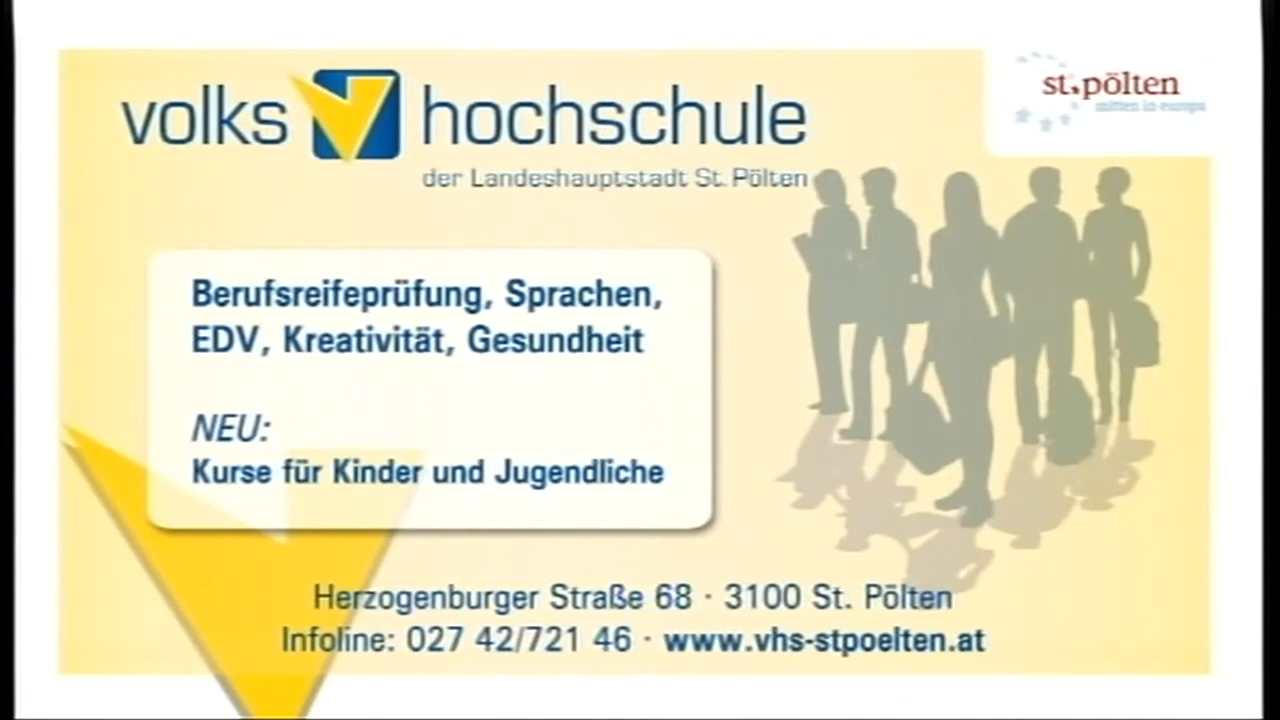 volks hochschule
der Landeshauptstadt St. Pölten
st.pölten
mitten in europa
Berufsreifeprüfung, Sprachen,
EDV, Kreativität, Gesundheit
NEU:
Kurse für Kinder und Jugendliche
Herzogenburger Straße 68 · 3100 St. Pölten
Infoline: 027 42/721 46 · www.vhs-stpoelten.at